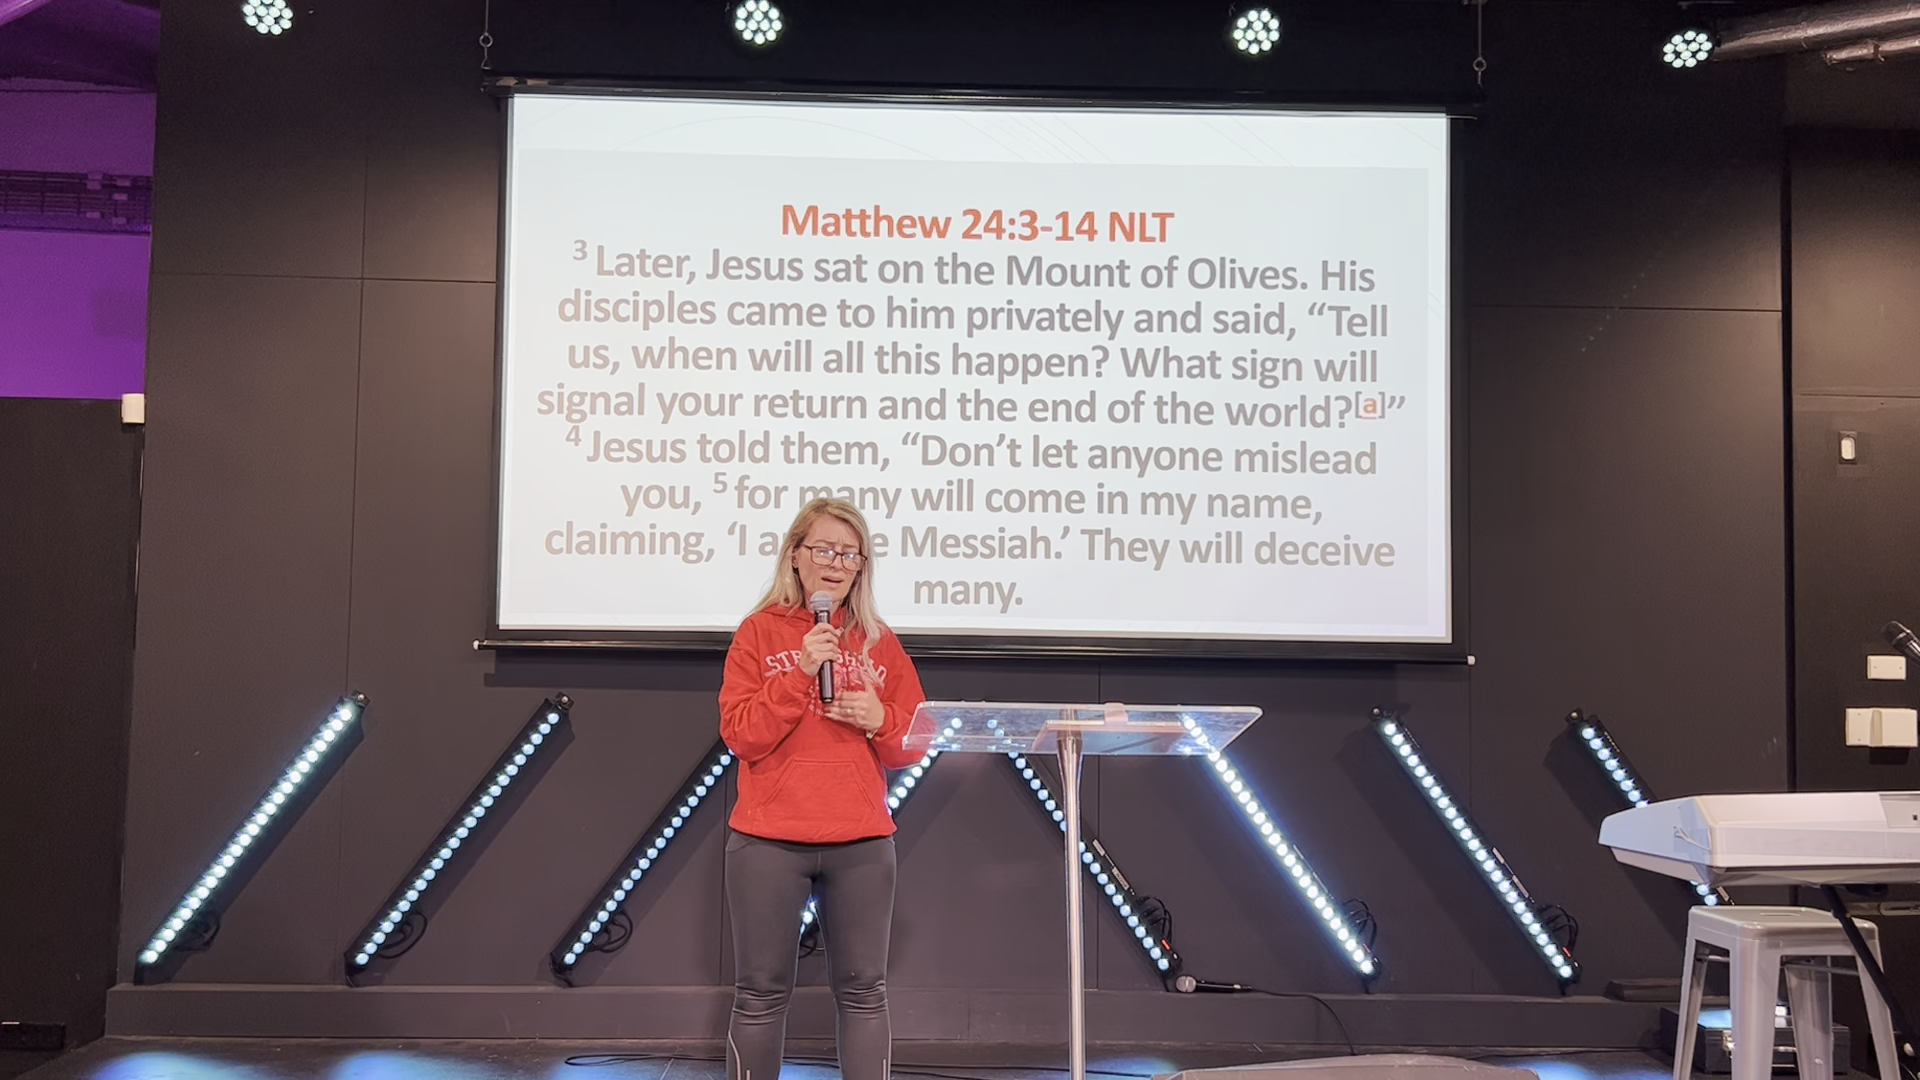 Matthew 24:3-14 NLT
3 Later, Jesus sat on the Mount of Olives. His
disciples came to him privately and said, “Tell
us, when will all this happen? What sign will
signal your return and the end of the world?[a]”
4 Jesus told them, “Don’t let anyone mislead
you, 5 for many will come in my name,
claiming, ‘I Messiah.’ They will deceive
many.